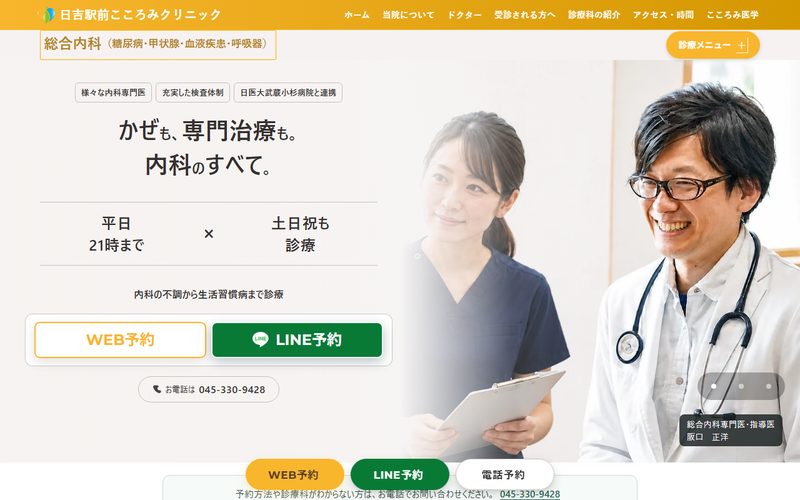 日吉駅前こころみクリニック
ホーム 当院について ドクター 受診される方へ 診療科の紹介 アクセス・時間 こころみ医学
総合内科（糖尿病・甲状腺・血液疾患・呼吸器）
診療メニュー
様々な内科専門医 充実した検査体制 日医大武蔵小杉病院と連携
かぜも、専門治療も。
内科のすべて。
平日
21時まで
×
土日祝も
診療
内科の不調から生活習慣病まで診療
WEB予約
LINE LINE予約
お電話は 045-330-9428
総合内科専門医・指導医
阪口 正洋
WEB予約 LINE予約 電話予約
予約方法や診療科がわからない方は、お電話でお問い合わせください。 045-330-9428